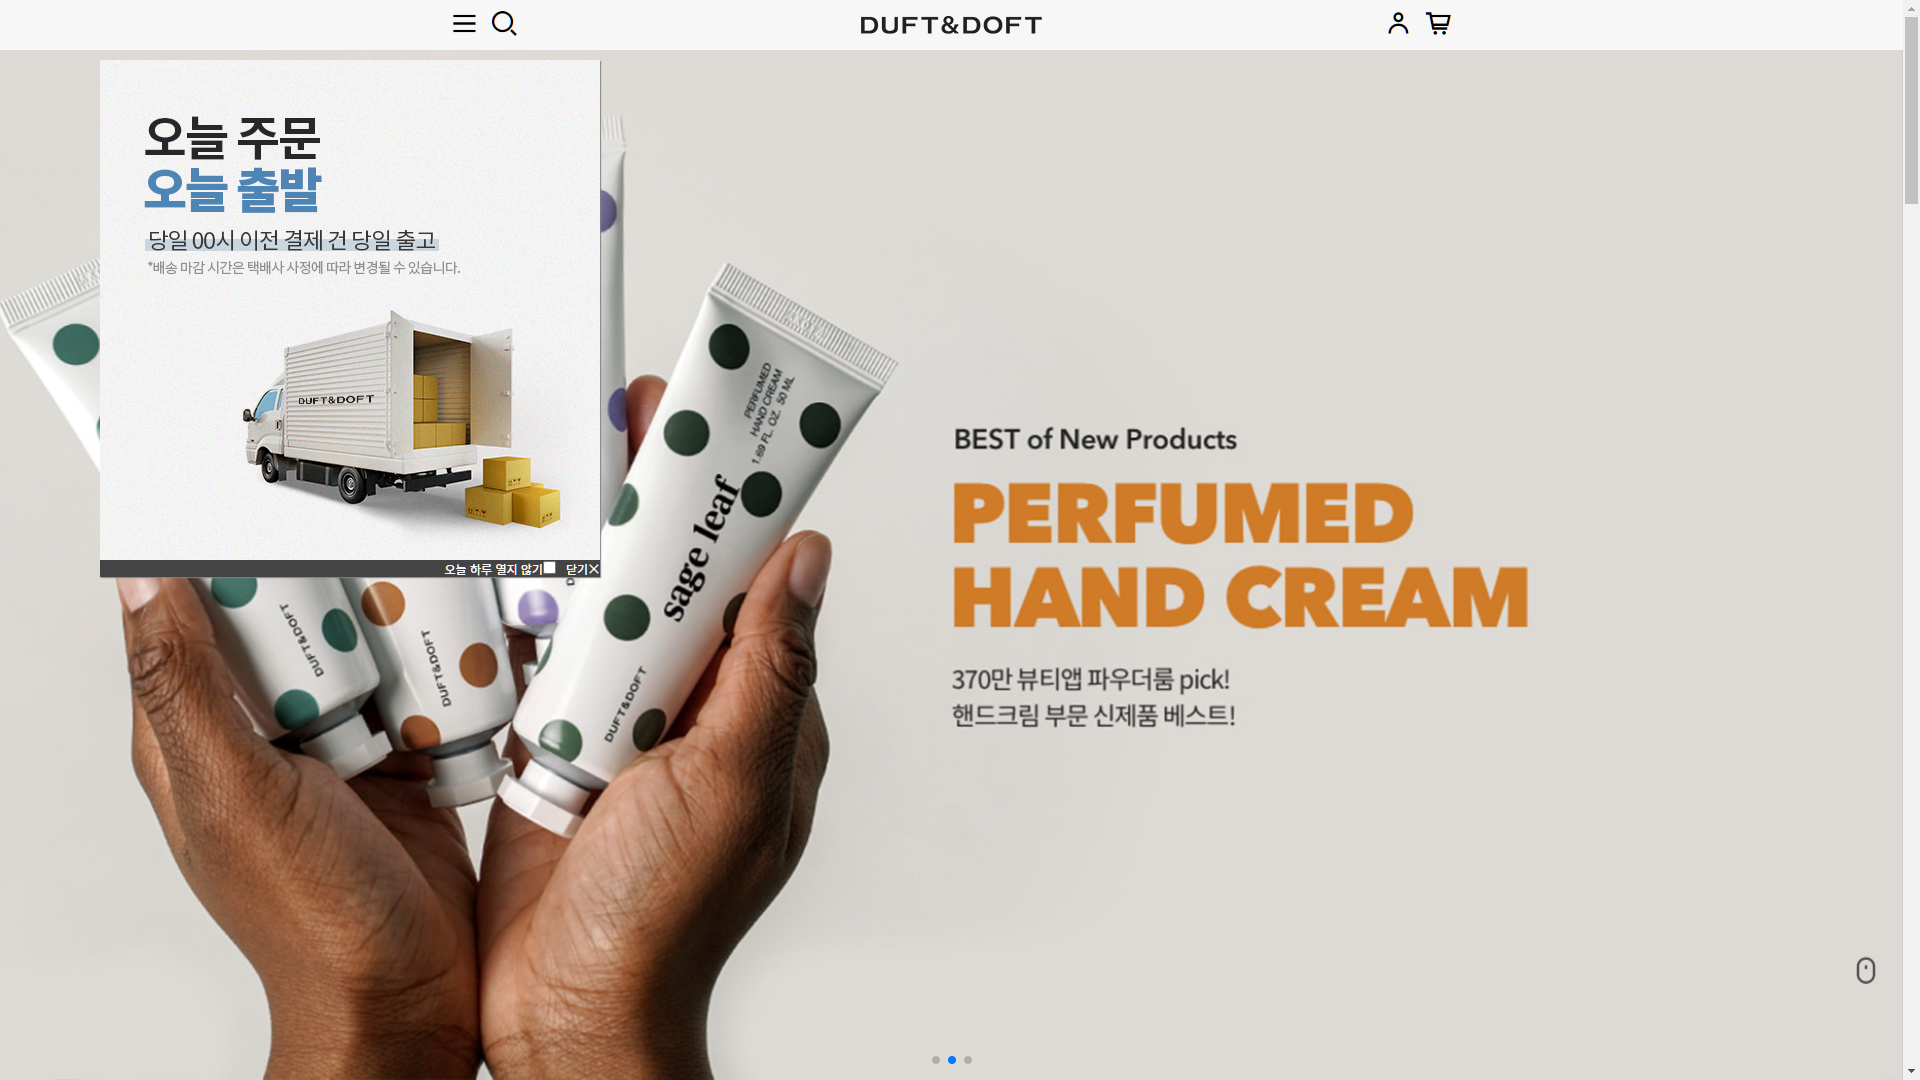 DUFT&DOFT
오늘 주문
오늘 출발
당일 00시 이전 결제 건 당일 출고
*배송 마감 시간은 택배사 사정에 따라 변경될 수 있습니다.
DUFT&DOFT
오늘 하루 열지 않기 닫기×
PERFUMED
HAND CREAM
1.69 FL. OZ. 50 ML
sage leaf
DUFT&DOFT
DUFT&DOFT
DUFT&DOFT
BEST of New Products
PERFUMED
HAND CREAM
370만 뷰티앱 파우더룸 pick!
핸드크림 부문 신제품 베스트!